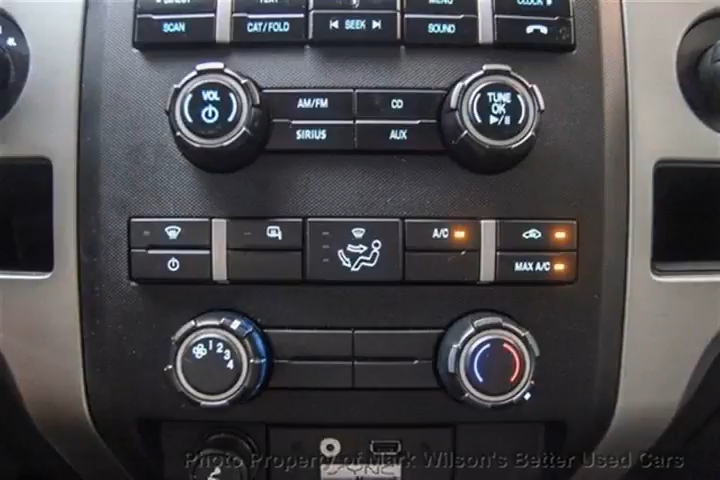 SCAN
CAT/FOLD
SEEK
SOUND
VOL
AM/FM
CD
TUNE
OK
SIRIUS
AUX
A/C
MAX A/C
1 2 3 4
SYNC
Photo Property of Mark Wilson's Better Used Cars